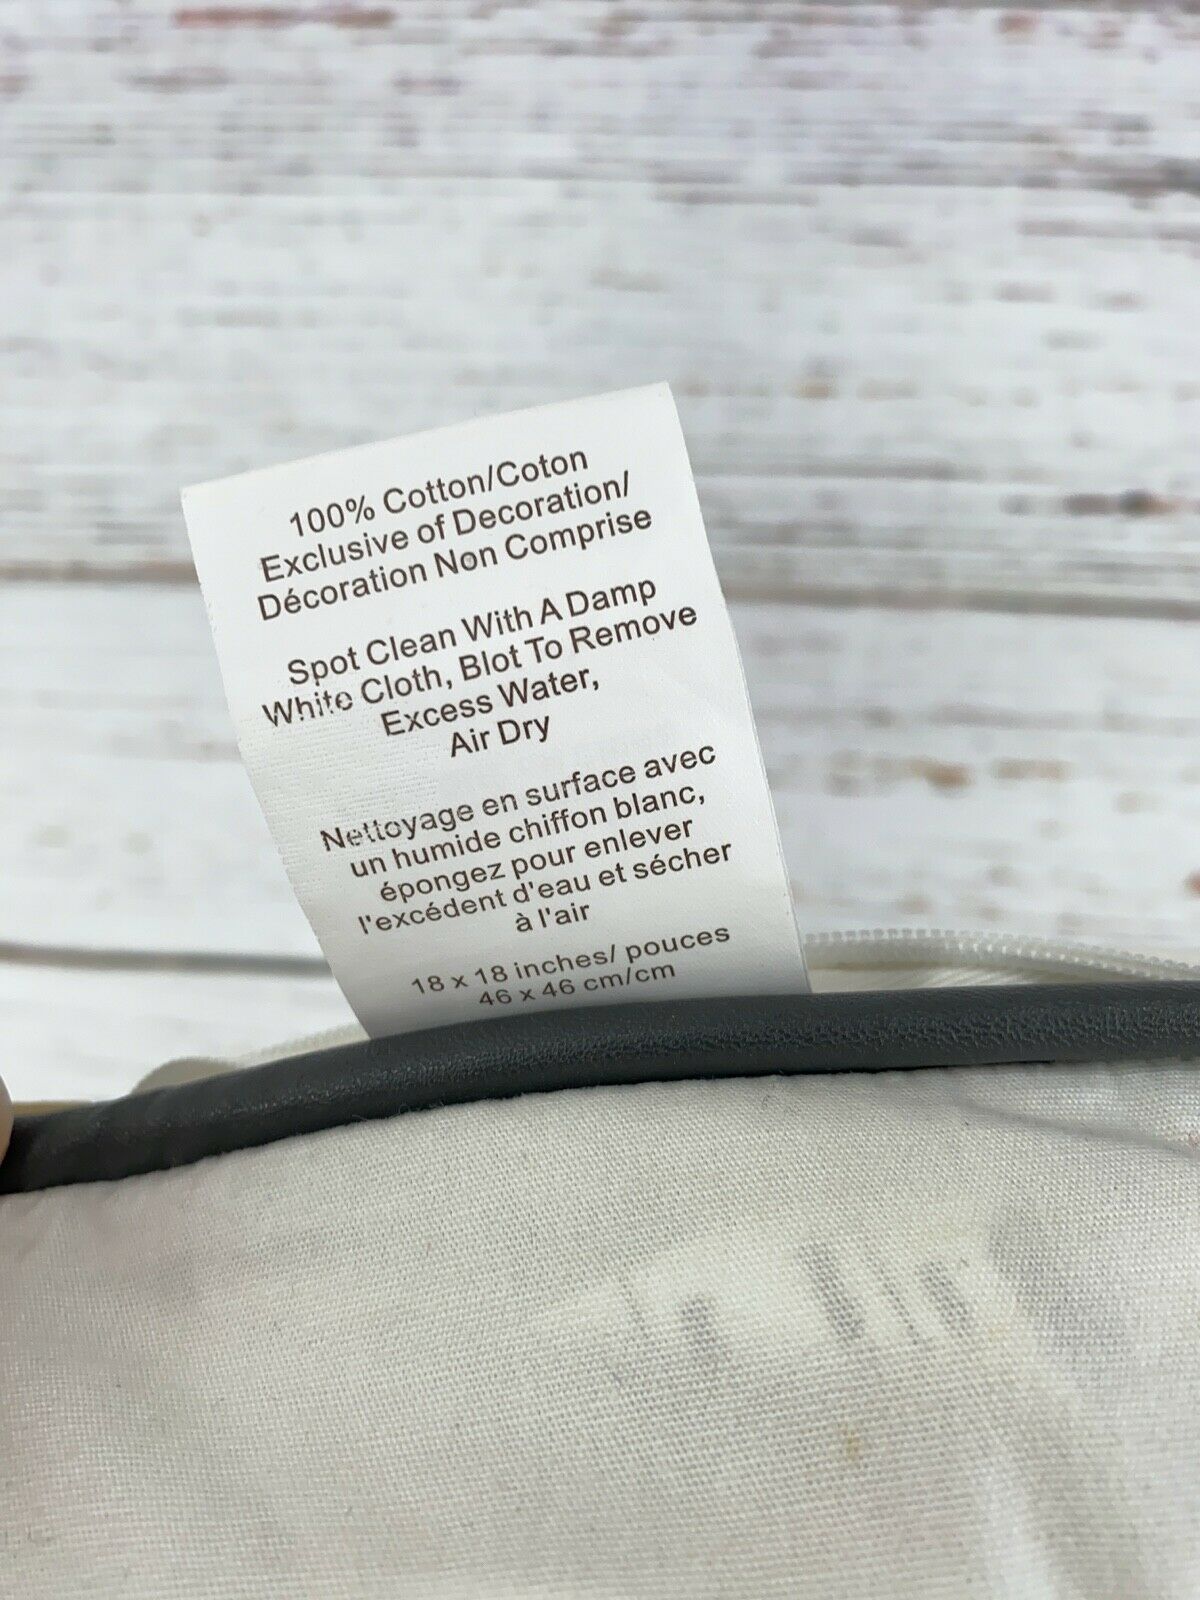 100% Cotton/Coton
Exclusive of Decoration/
Décoration Non Comprise
Spot Clean With A Damp
White Cloth, Blot To Remove
Excess Water,
Air Dry
Nettoyage en surface avec
un humide chiffon blanc,
épongez pour enlever
l'excédent d'eau et sécher
à l'air
18 x 18 inches/ pouces
46 x 46 cm/cm